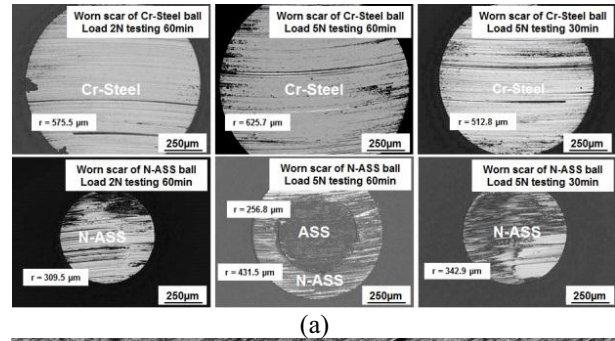 Worn scar of Cr-Steel ball
Load 2N testing 60min
Cr-Steel
r = 575.5 µm
250µm
Worn scar of Cr-Steel ball
Load 5N testing 60min
Cr-Steel
r = 625.7 µm
250µm
Worn scar of Cr-Steel ball
Load 5N testing 30min
Cr-Steel
r = 512.8 µm
250µm
Worn scar of N-ASS ball
Load 2N testing 60min
N-ASS
r = 309.5 µm
250µm
Worn scar of N-ASS ball
Load 5N testing 60min
r = 256.8 µm
ASS
r = 431.5 µm
N-ASS
250µm
Worn scar of N-ASS ball
Load 5N testing 30min
N-ASS
r = 342.9 µm
250µm
(a)